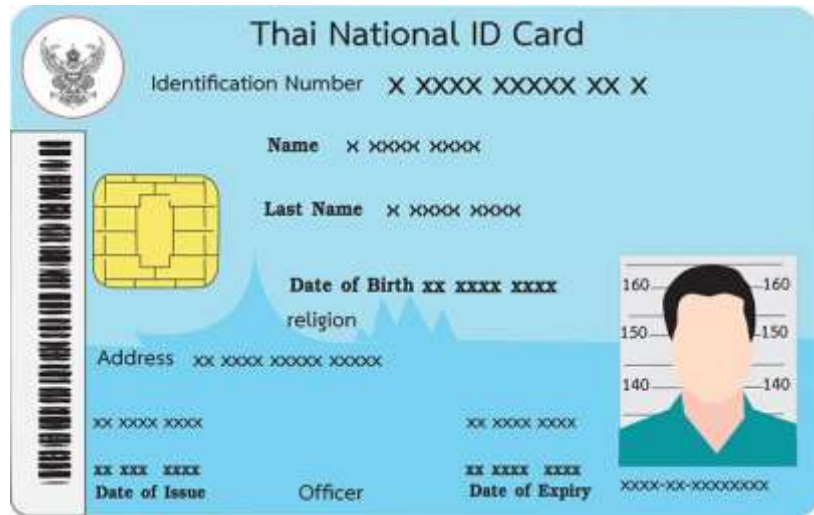 Thai National ID Card
Identification Number X XXXX XXXXX XX X
Name X XXXX XXXX
Last Name X XXXX XXXX
Date of Birth xx xxxx xxxx
religion
160 160
150 150
Address xx xxxx xxxxx xxxxx
140 140
xx xxxx xxxx xx xxxx xxxx
xx xxx xxxx xx xxxx xxxx
Date of Issue Officer Date of Expiry xxxx-xx-xxxxxxxx